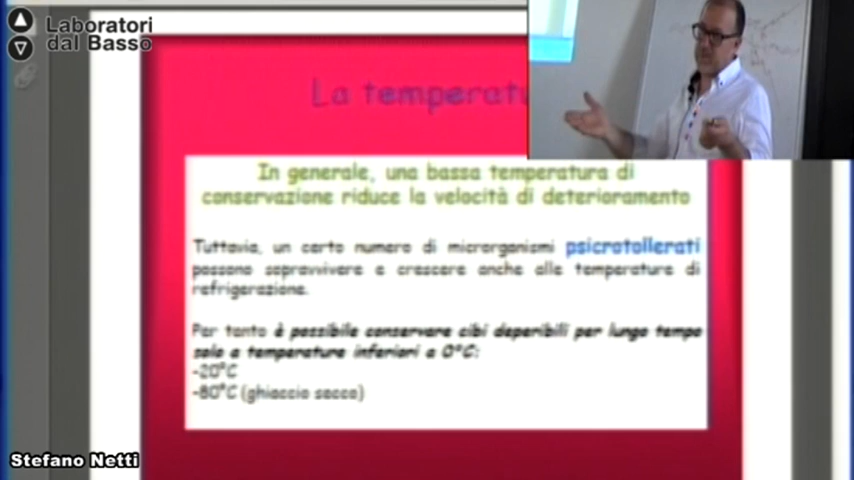 Laboratori
dal Basso
La temperatu
In generale, una bassa temperatura di
conservazione riduce la velocità di deterioramento
Tuttavia, un certo numero di microrganismi psicrotollerati
possono sopravvivere e crescere anche alle temperature di
refrigerazione.
Per tanto è possibile conservare cibi deperibili per lungo tempo
solo a temperature inferiori a 0°C:
-20°C
-80°C (ghiaccio secco)
Stefano Netti